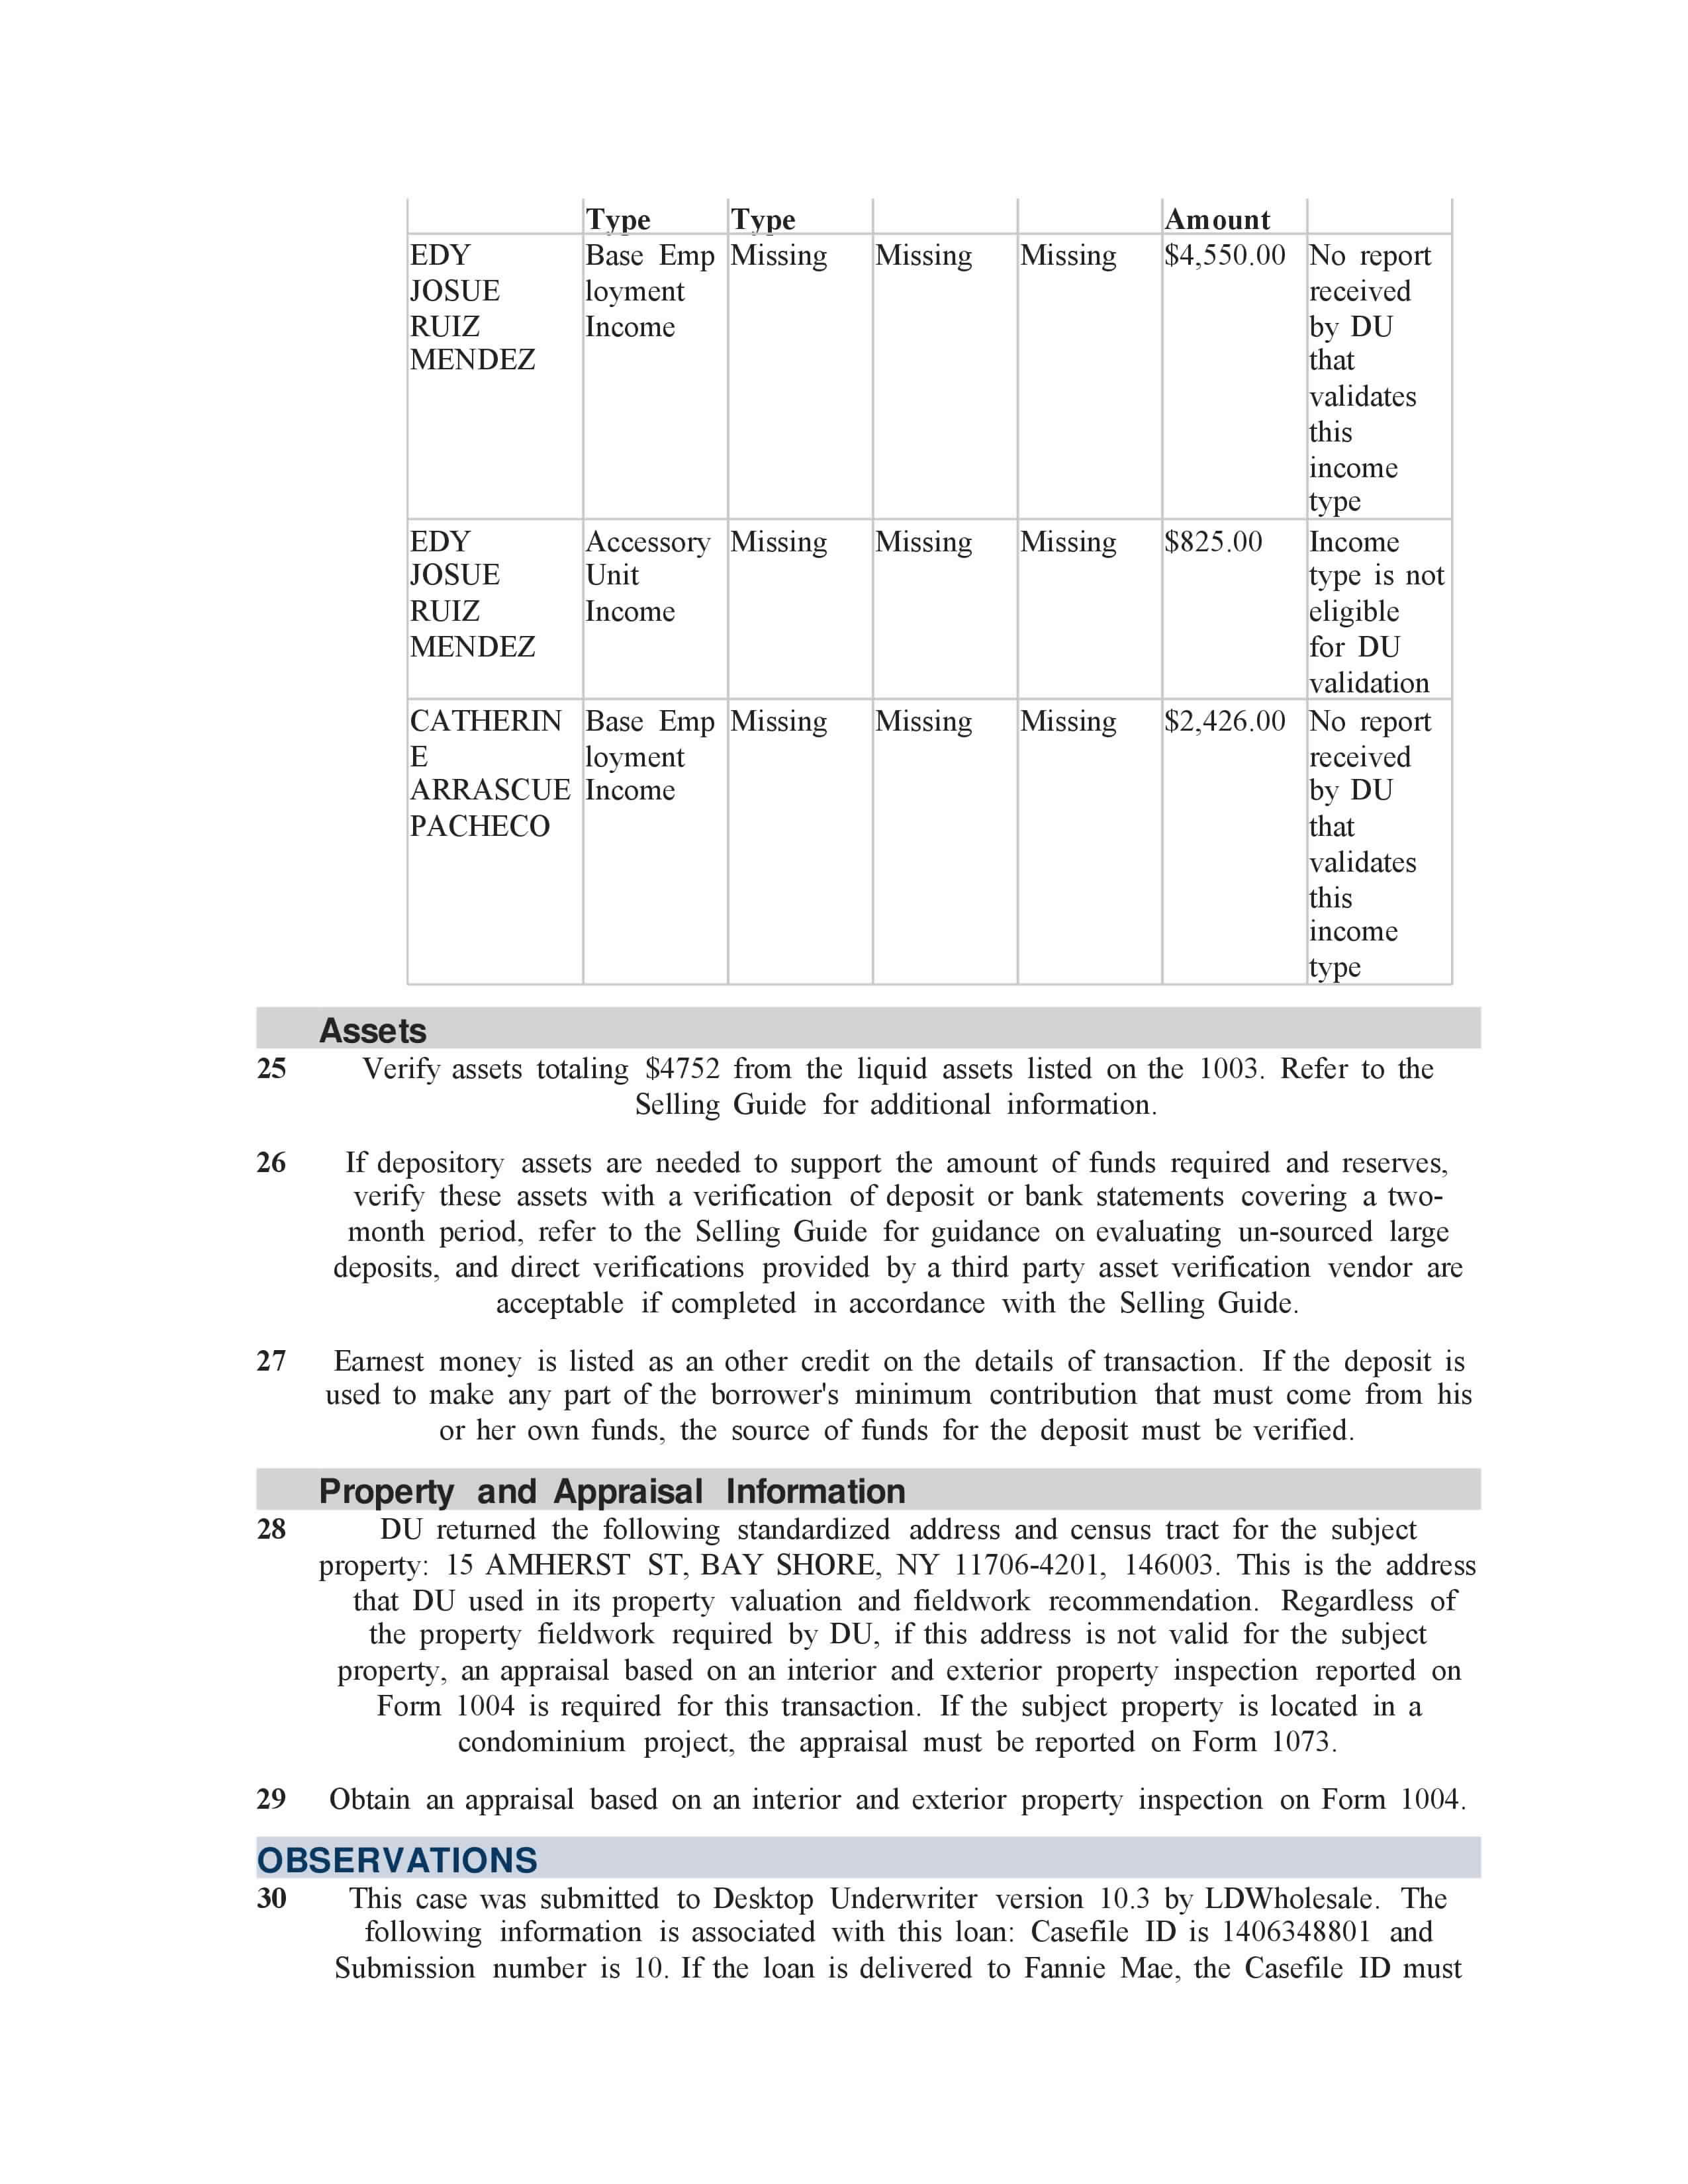 Type Type Amount
EDY Base Emp Missing Missing Missing $4,550.00 No report
JOSUE loyment received
RUIZ Income by DU
MENDEZ that
validates
this
income
type
EDY Accessory Missing Missing Missing $825.00 Income
JOSUE Unit type is not
RUIZ Income eligible
MENDEZ for DU
validation
CATHERIN Base Emp Missing Missing Missing $2,426.00 No report
E loyment received
ARRASCUE Income by DU
PACHECO that
validates
this
income
type
Assets
25 Verify assets totaling $4752 from the liquid assets listed on the 1003. Refer to the
Selling Guide for additional information.
26 If depository assets are needed to support the amount of funds required and reserves,
verify these assets with a verification of deposit or bank statements covering a two-
month period, refer to the Selling Guide for guidance on evaluating un-sourced large
deposits, and direct verifications provided by a third party asset verification vendor are
acceptable if completed in accordance with the Selling Guide.
27 Earnest money is listed as an other credit on the details of transaction. If the deposit is
used to make any part of the borrower's minimum contribution that must come from his
or her own funds, the source of funds for the deposit must be verified.
Property and Appraisal Information
28 DU returned the following standardized address and census tract for the subject
property: 15 AMHERST ST, BAY SHORE, NY 11706-4201, 146003. This is the address
that DU used in its property valuation and fieldwork recommendation. Regardless of
the property fieldwork required by DU, if this address is not valid for the subject
property, an appraisal based on an interior and exterior property inspection reported on
Form 1004 is required for this transaction. If the subject property is located in a
condominium project, the appraisal must be reported on Form 1073.
29 Obtain an appraisal based on an interior and exterior property inspection on Form 1004.
OBSERVATIONS
30 This case was submitted to Desktop Underwriter version 10.3 by LDWholesale. The
following information is associated with this loan: Casefile ID is 1406348801 and
Submission number is 10. If the loan is delivered to Fannie Mae, the Casefile ID must